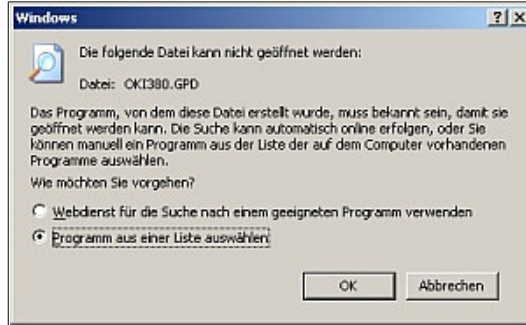 Windows
Die folgende Datei kann nicht geöffnet werden:
Datei: OKI380.GPD
Das Programm, von dem diese Datei erstellt wurde, muss bekannt sein, damit sie
geöffnet werden kann. Die Suche kann automatisch online erfolgen, oder Sie
können manuell ein Programm aus der Liste der auf dem Computer vorhandenen
Programme auswählen.
Wie möchten Sie vorgehen?
Webdienst für die Suche nach einem geeigneten Programm verwenden
Programm aus einer Liste auswählen
OK Abbrechen